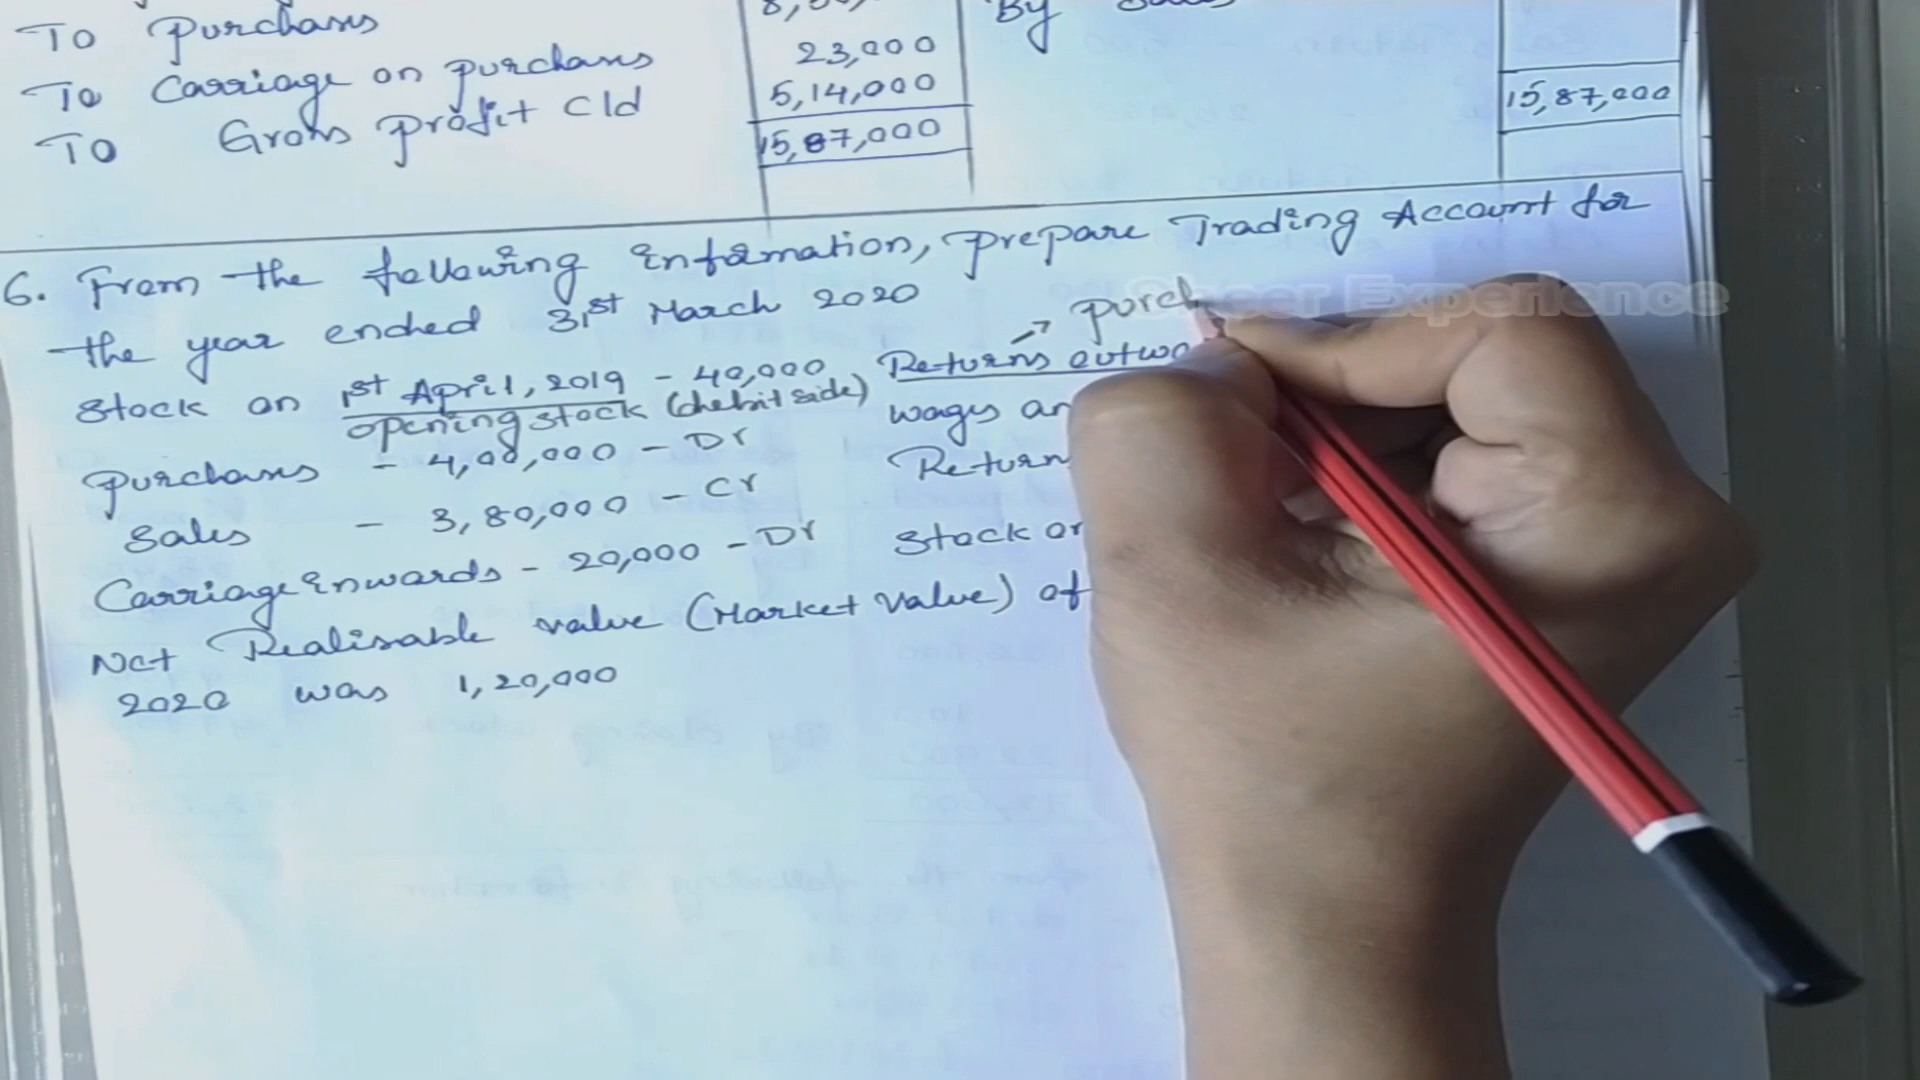 To Purchases
23,000
By
To Carriage on purchases
5,14,000
15,87,000
To Gross profit c/d
15,87,000
6. From the following information, prepare Trading Account for
the year ended 31st March 2020
purch
Stock on 1st April, 2019 - 40,000
Returns outwa
opening stock (debit side)
wages an
Purchases - 4,00,000 - Dr
Return
Sales - 3,80,000 - Cr
Stock on
Carriage inwards - 20,000 - Dr
Net Realisable value (Market value) of
2020 was 1,20,000
Career Experience